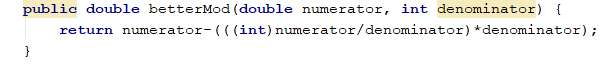 public double betterMod(double numerator, int denominator) {
    return numerator-(((int)numerator/denominator)*denominator);
}